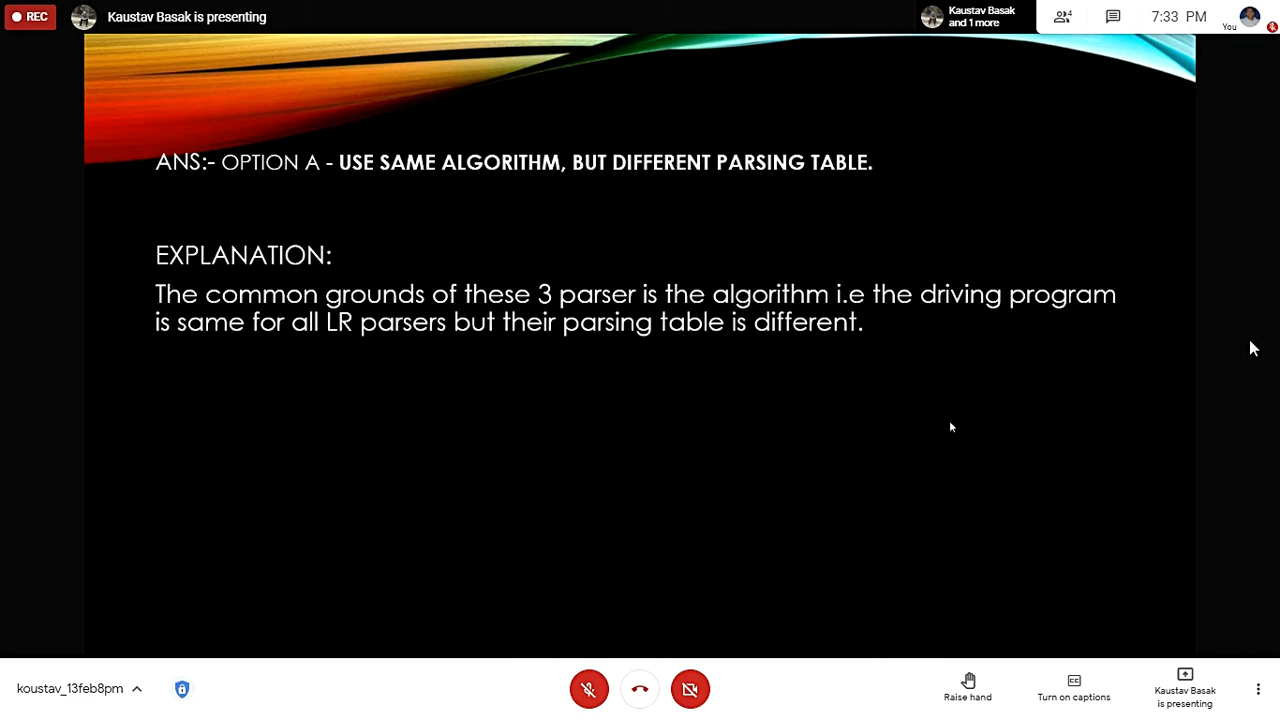 REC
Kaustav Basak is presenting
Kaustav Basak
and 1 more
4
7:33 PM
You
ANS:- OPTION A - USE SAME ALGORITHM, BUT DIFFERENT PARSING TABLE.
EXPLANATION:
The common grounds of these 3 parser is the algorithm i.e the driving program
is same for all LR parsers but their parsing table is different.
koustav_13feb8pm
Raise hand
CC
Turn on captions
Kaustav Basak
is presenting